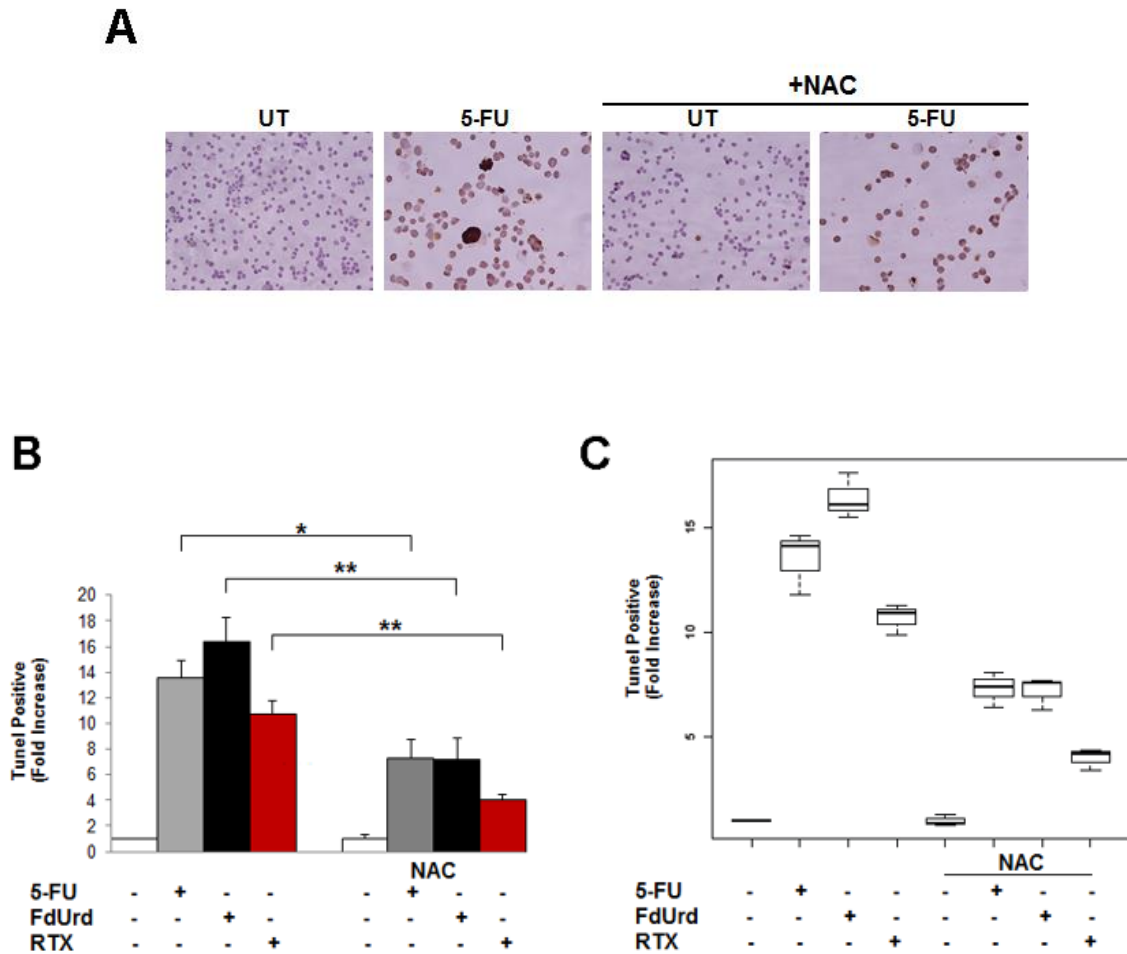 A
+NAC
UT 5-FU UT 5-FU
B
*
**
**
Tunel Positive
(Fold Increase)
20
18
16
14
12
10
8
6
4
2
0
NAC
5-FU - + - - - + - -
FdUrd - - + - - - + -
RTX - - - + - - - +
C
Tunel Positive
(Fold Increase)
15
10
5
NAC
5-FU - + - - - + - -
FdUrd - - + - - - + -
RTX - - - + - - - +